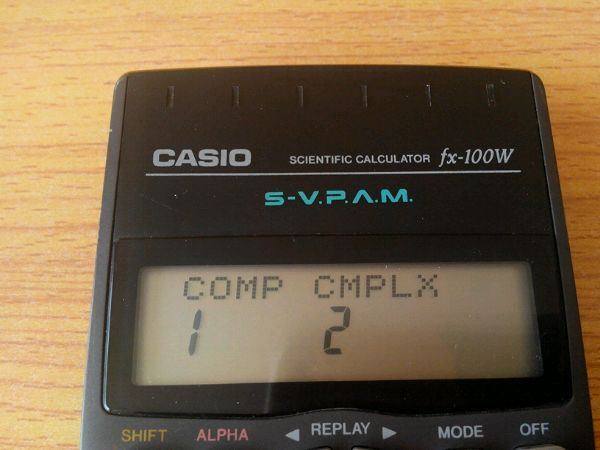 CASIO SCIENTIFIC CALCULATOR fx-100W
S-V.P.A.M.
COMP CMPLX
1 2
SHIFT ALPHA ◀ REPLAY ▶ MODE OFF